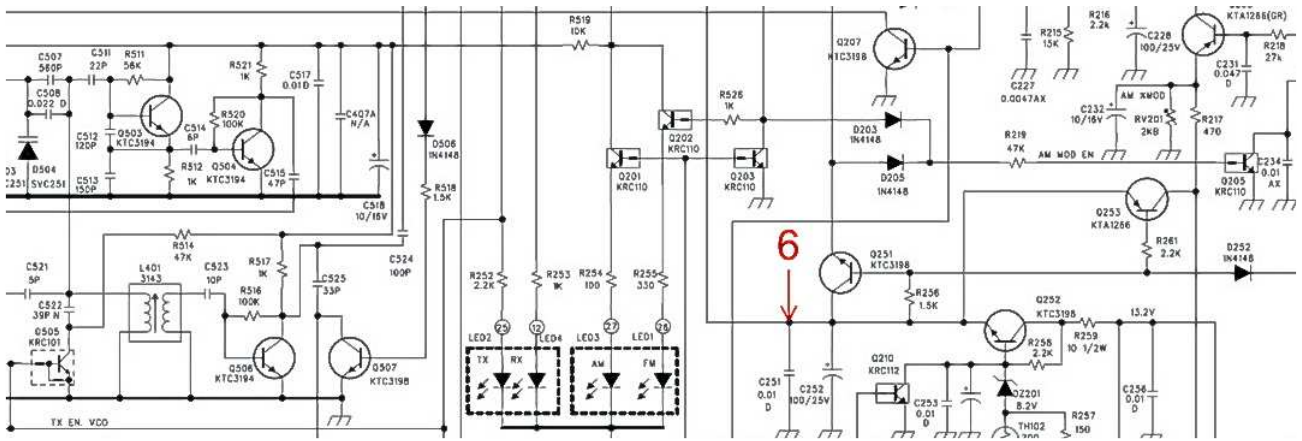 R519
10K
C507
560P
C511
22P
R511
56K
C508
0.022 D
R521
1K
C517
0.01D
Q207
KTC3198
R215
15K
R216
2.2k
C228
100/25V
KTA1266(GR)
R218
27k
C231
0.047
D
C227
0.0047AX
AM %MOD
C232
10/16V
RV201
2KB
R217
470
C407A
N/A
R520
100K
C514
6P
Q503
KTC3194
C512
120P
R512
1K
Q504
KTC3194
C515
47P
D504
SVC251
C513
150P
C518
10/16V
D506
1N4148
R518
1.5K
R526
1K
Q202
KRC110
Q201
KRC110
Q203
KRC110
D203
1N4148
D205
1N4148
R219
47K
AM MOD EN
Q205
KRC110
C234
0.01
AX
Q253
KTA1266
R261
2.2K
D252
1N4148
R514
47K
C524
100P
C521
5P
L401
3143
C523
10P
R517
1K
C525
33P
R516
100K
C522
39P N
Q505
KRC101
Q506
KTC3194
Q507
KTC3198
TX EN. VCO
R252
2.2K
R253
1K
R254
100
R255
330
25
12
27
26
LED2
LED4
LED3
LED1
TX
RX
AM
FM
6
Q251
KTC3198
R256
1.5K
Q252
KTC3198
13.2V
R258
2.2K
R259
10 1/2W
Q210
KRC112
C251
0.01
D
C252
100/25V
C253
0.01
D
DZ201
8.2V
C256
0.01
D
R257
150
TH102